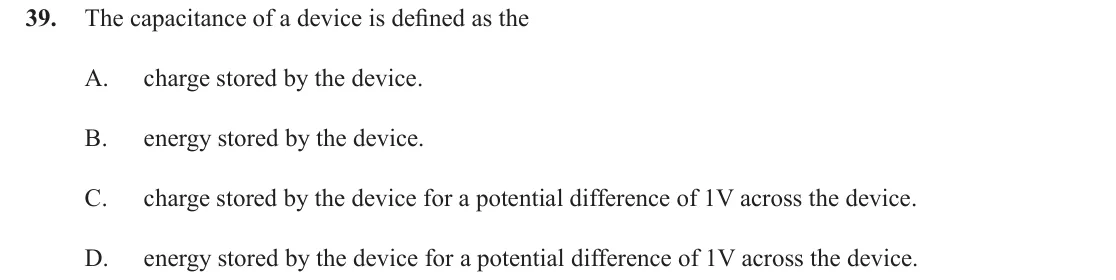 39. The capacitance of a device is defined as the
A. charge stored by the device.
B. energy stored by the device.
C. charge stored by the device for a potential difference of 1V across the device.
D. energy stored by the device for a potential difference of 1V across the device.